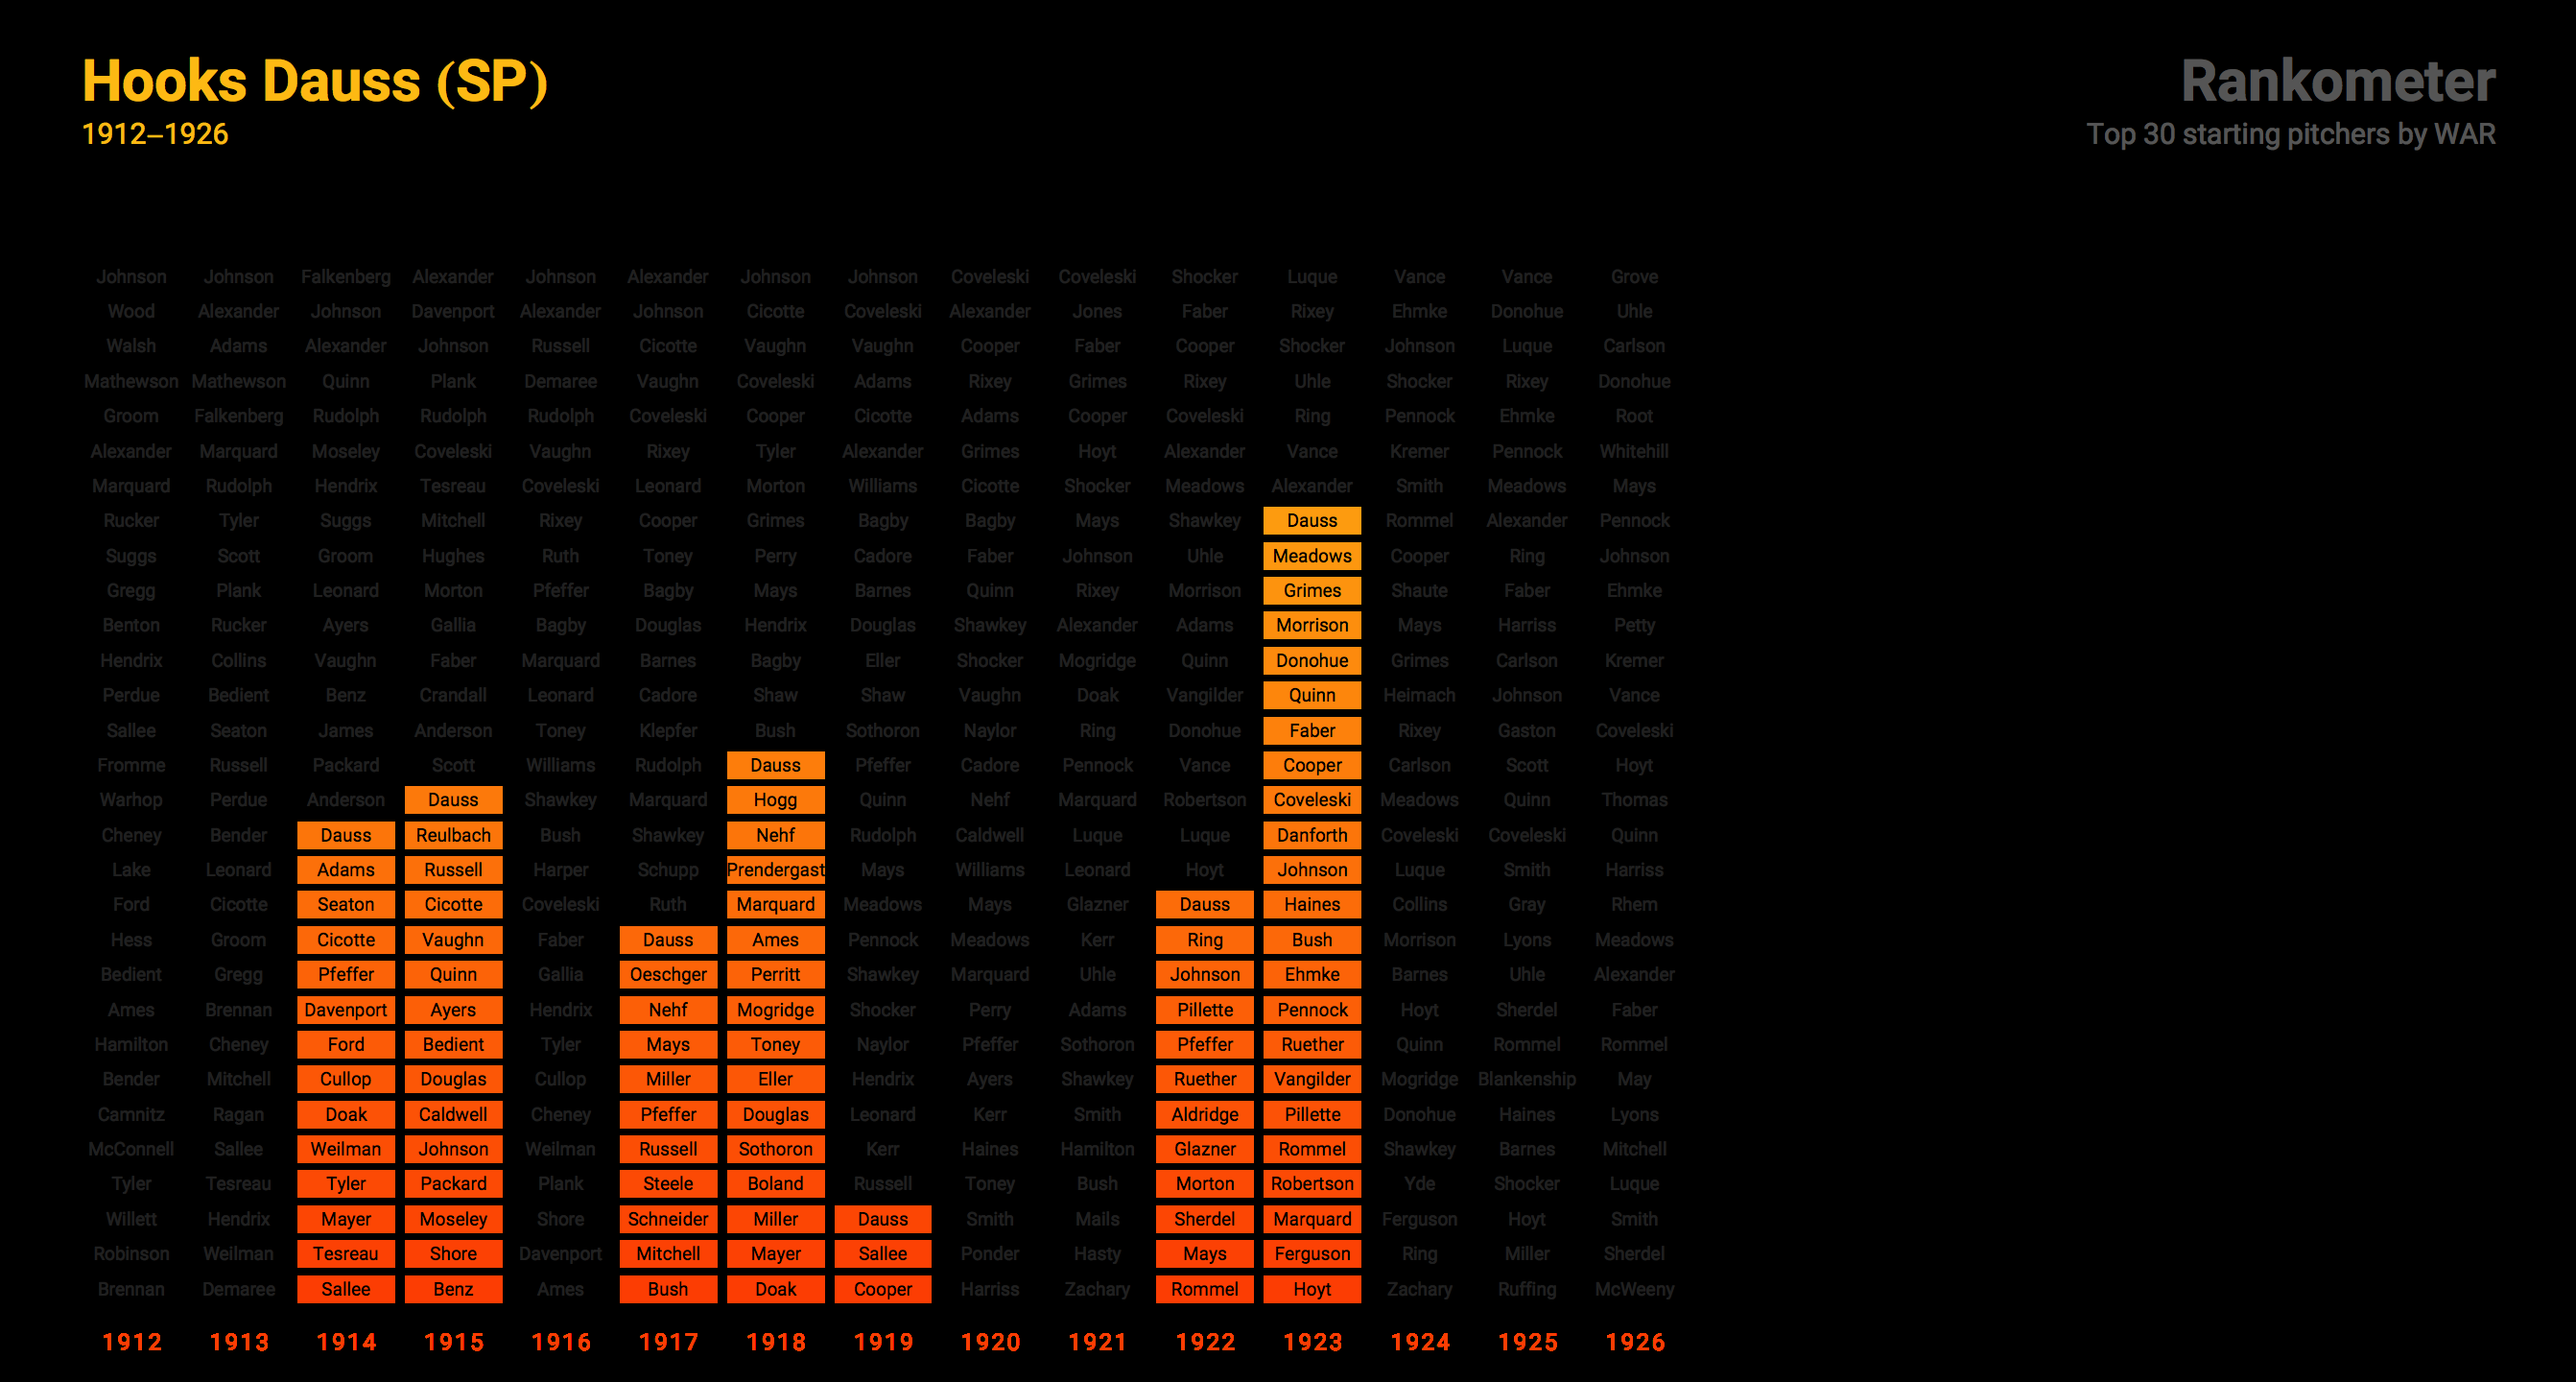 Hooks Dauss (SP)
1912–1926
Rankometer
Top 30 starting pitchers by WAR
Johnson Johnson Falkenberg Alexander Johnson Alexander Johnson Johnson Coveleski Coveleski Shocker Luque Vance Vance Grove
Wood Alexander Johnson Davenport Alexander Johnson Cicotte Coveleski Alexander Jones Faber Rixey Ehmke Donohue Uhle
Walsh Adams Alexander Johnson Russell Cicotte Vaughn Vaughn Cooper Faber Cooper Shocker Johnson Luque Carlson
Mathewson Mathewson Quinn Plank Demaree Vaughn Coveleski Adams Rixey Grimes Rixey Uhle Shocker Rixey Donohue
Groom Falkenberg Rudolph Rudolph Rudolph Coveleski Cooper Cicotte Adams Cooper Coveleski Ring Pennock Ehmke Root
Alexander Marquard Moseley Coveleski Vaughn Rixey Tyler Alexander Grimes Hoyt Alexander Vance Kremer Pennock Whitehill
Marquard Rudolph Hendrix Tesreau Coveleski Leonard Morton Williams Cicotte Shocker Meadows Alexander Smith Meadows Mays
Rucker Tyler Suggs Mitchell Rixey Cooper Grimes Bagby Bagby Mays Shawkey Dauss Rommel Alexander Pennock
Suggs Scott Groom Hughes Ruth Toney Perry Cadore Faber Johnson Uhle Meadows Cooper Ring Johnson
Gregg Plank Leonard Morton Pfeffer Bagby Mays Barnes Quinn Rixey Morrison Grimes Shaute Faber Ehmke
Benton Rucker Ayers Gallia Bagby Douglas Hendrix Douglas Shawkey Alexander Adams Morrison Mays Harriss Petty
Hendrix Collins Vaughn Faber Marquard Barnes Bagby Eller Shocker Mogridge Quinn Donohue Grimes Carlson Kremer
Perdue Bedient Benz Crandall Leonard Cadore Shaw Shaw Vaughn Doak Vangilder Quinn Heimach Johnson Vance
Sallee Seaton James Anderson Toney Klepfer Bush Sothoron Naylor Ring Donohue Faber Rixey Gaston Coveleski
Fromme Russell Packard Scott Williams Rudolph Dauss Pfeffer Cadore Pennock Vance Cooper Carlson Scott Hoyt
Warhop Perdue Anderson Dauss Shawkey Marquard Hogg Quinn Nehf Marquard Robertson Coveleski Meadows Quinn Thomas
Cheney Bender Dauss Reulbach Bush Shawkey Nehf Rudolph Caldwell Luque Luque Danforth Coveleski Coveleski Quinn
Lake Leonard Adams Russell Harper Schupp Prendergast Mays Williams Leonard Hoyt Johnson Luque Smith Harriss
Ford Cicotte Seaton Cicotte Coveleski Ruth Marquard Meadows Mays Glazner Dauss Haines Collins Gray Rhem
Hess Groom Cicotte Vaughn Faber Dauss Ames Pennock Meadows Kerr Ring Bush Morrison Lyons Meadows
Bedient Gregg Pfeffer Quinn Gallia Oeschger Perritt Shawkey Marquard Uhle Johnson Ehmke Barnes Uhle Alexander
Ames Brennan Davenport Ayers Hendrix Nehf Mogridge Shocker Perry Adams Pillette Pennock Hoyt Sherdel Faber
Hamilton Cheney Ford Bedient Tyler Mays Toney Naylor Pfeffer Sothoron Pfeffer Ruether Quinn Rommel Rommel
Bender Mitchell Cullop Douglas Cullop Miller Eller Hendrix Ayers Shawkey Ruether Vangilder Mogridge Blankenship May
Camnitz Ragan Doak Caldwell Cheney Pfeffer Douglas Leonard Kerr Smith Aldridge Pillette Donohue Haines Lyons
McConnell Sallee Weilman Johnson Weilman Russell Sothoron Kerr Haines Hamilton Glazner Rommel Shawkey Barnes Mitchell
Tyler Tesreau Tyler Packard Plank Steele Boland Russell Toney Bush Morton Robertson Yde Shocker Luque
Willett Hendrix Mayer Moseley Shore Schneider Miller Dauss Smith Mails Sherdel Marquard Ferguson Hoyt Smith
Robinson Weilman Tesreau Shore Davenport Mitchell Mayer Sallee Ponder Hasty Mays Ferguson Ring Miller Sherdel
Brennan Demaree Sallee Benz Ames Bush Doak Cooper Harriss Zachary Rommel Hoyt Zachary Ruffing McWeeny
1912 1913 1914 1915 1916 1917 1918 1919 1920 1921 1922 1923 1924 1925 1926